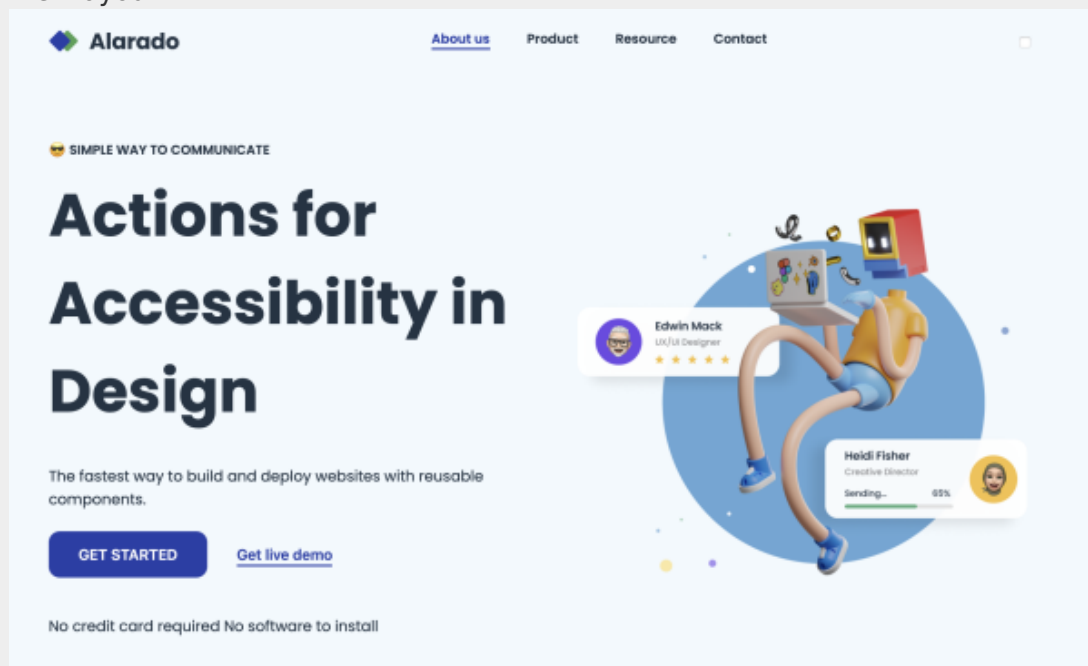 Alarado
About us Product Resource Contact
😎 SIMPLE WAY TO COMMUNICATE
Actions for
Accessibility in
Design
The fastest way to build and deploy websites with reusable
components.
GET STARTED Get live demo
No credit card required No software to install
Edwin Mack
UX/UI Designer
Heidi Fisher
Creative Director
Sending... 65%